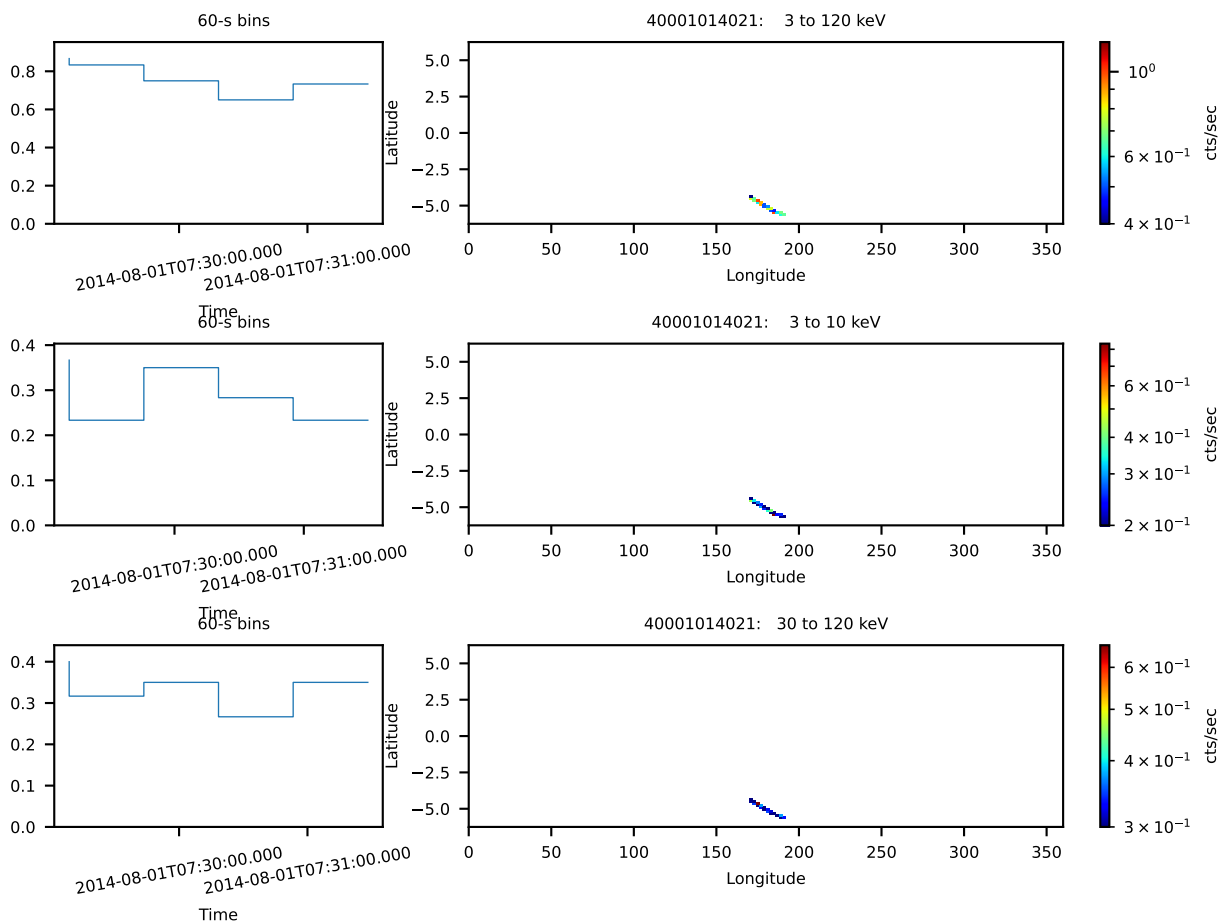 60-s bins
0.8
0.6
0.4
0.2
0.0
2014-08-01T07:30:00.000
2014-08-01T07:31:00.000
Time
40001014021: 3 to 120 keV
Latitude
5.0
2.5
0.0
−2.5
−5.0
0 50 100 150 200 250 300 350
Longitude
10⁰
6 × 10⁻¹
4 × 10⁻¹
cts/sec
60-s bins
0.4
0.3
0.2
0.1
0.0
2014-08-01T07:30:00.000
2014-08-01T07:31:00.000
Time
40001014021: 3 to 10 keV
Latitude
5.0
2.5
0.0
−2.5
−5.0
0 50 100 150 200 250 300 350
Longitude
6 × 10⁻¹
4 × 10⁻¹
3 × 10⁻¹
2 × 10⁻¹
cts/sec
60-s bins
0.4
0.3
0.2
0.1
0.0
2014-08-01T07:30:00.000
2014-08-01T07:31:00.000
Time
40001014021: 30 to 120 keV
Latitude
5.0
2.5
0.0
−2.5
−5.0
0 50 100 150 200 250 300 350
Longitude
6 × 10⁻¹
5 × 10⁻¹
4 × 10⁻¹
3 × 10⁻¹
cts/sec